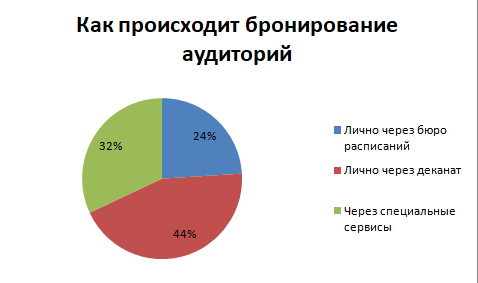 Как происходит бронирование
аудиторий
24%
32%
44%
Лично через бюро
расписаний
Лично через деканат
Через специальные
сервисы